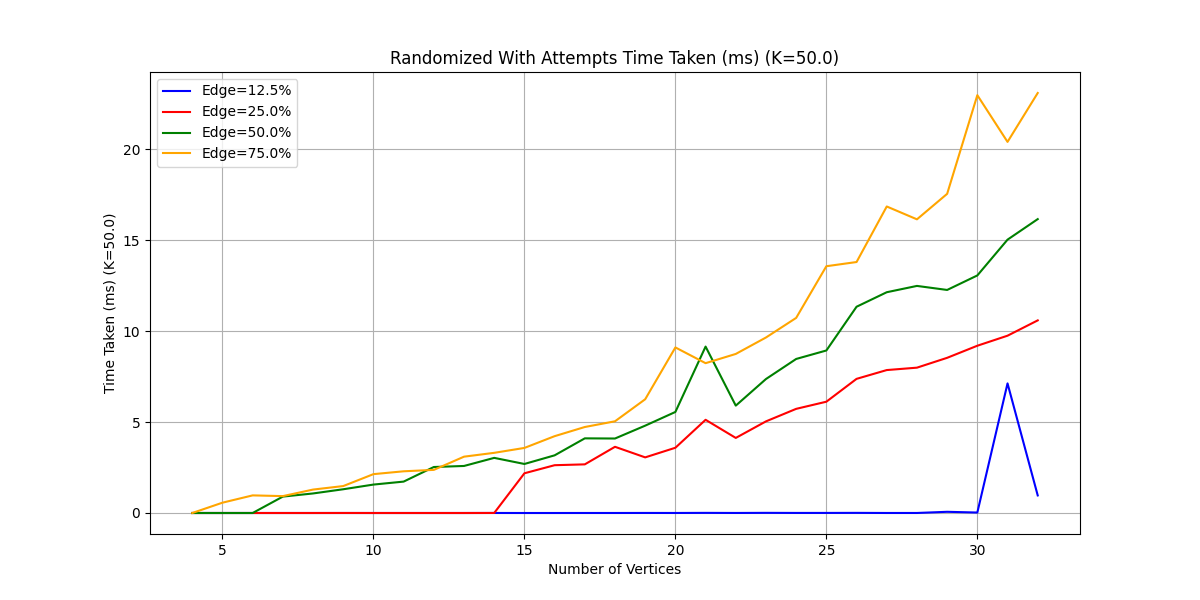 Randomized With Attempts Time Taken (ms) (K=50.0)
Edge=12.5%
Edge=25.0%
Edge=50.0%
Edge=75.0%
Time Taken (ms) (K=50.0)
20
15
10
5
0
5
10
15
20
25
30
Number of Vertices